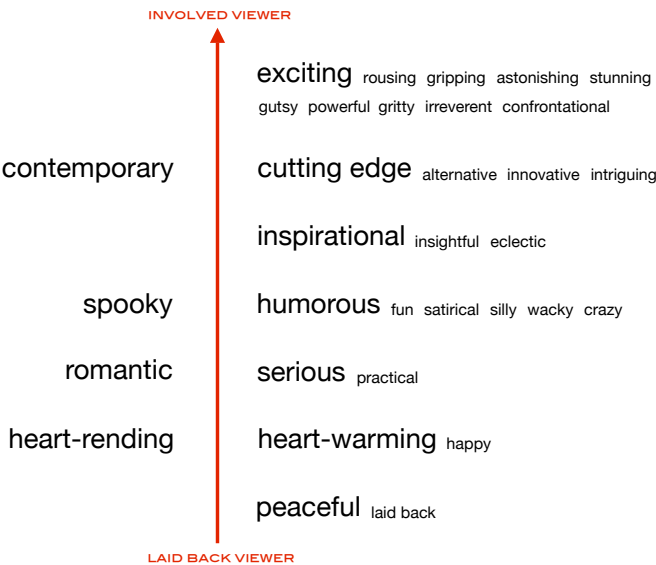 INVOLVED VIEWER
exciting rousing gripping astonishing stunning
gutsy powerful gritty irreverent confrontational
contemporary
cutting edge alternative innovative intriguing
inspirational insightful eclectic
spooky
humorous fun satirical silly wacky crazy
romantic
serious practical
heart-rending
heart-warming happy
peaceful laid back
LAID BACK VIEWER